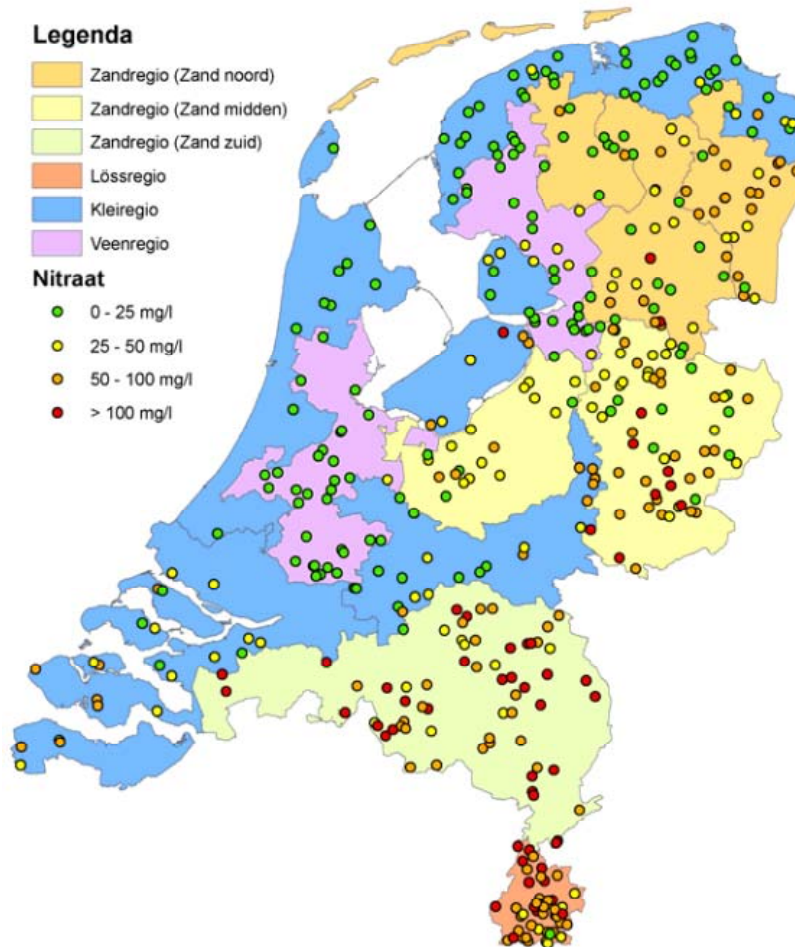 Legenda
Zandregio (Zand noord)
Zandregio (Zand midden)
Zandregio (Zand zuid)
Lössregio
Kleiregio
Veenregio
Nitraat
0 - 25 mg/l
25 - 50 mg/l
50 - 100 mg/l
> 100 mg/l